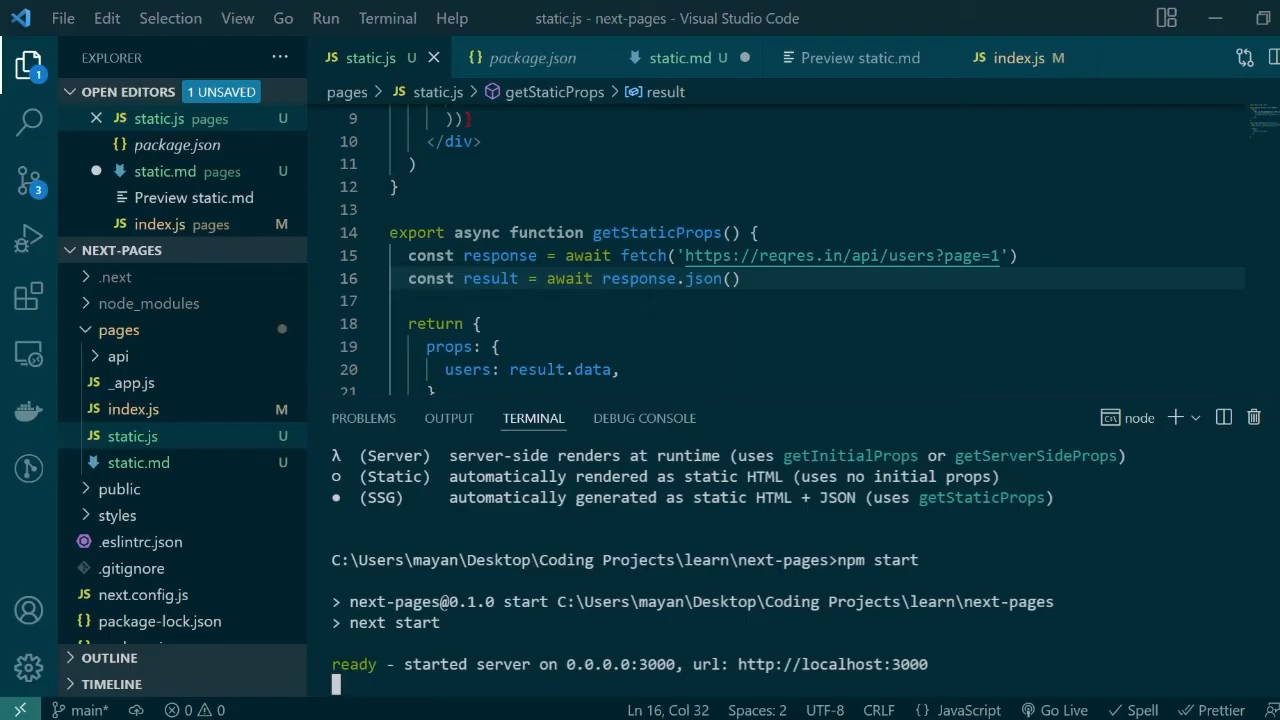 File Edit Selection View Go Run Terminal Help static.js - next-pages - Visual Studio Code
EXPLORER
OPEN EDITORS 1 UNSAVED
static.js pages U
package.json
static.md pages U
Preview static.md
index.js pages M
NEXT-PAGES
.next
node_modules
pages
api
_app.js
index.js M
static.js U
static.md U
public
styles
.eslintrc.json
.gitignore
next.config.js
package-lock.json
OUTLINE
TIMELINE
1
3
JS static.js U
{} package.json
static.md U
Preview static.md
JS index.js M
pages > JS static.js > getStaticProps > result
9 ))}
10 </div>
11 )
12 }
13
14 export async function getStaticProps() {
15 const response = await fetch('https://reqres.in/api/users?page=1')
16 const result = await response.json()
17
18 return {
19 props: {
20 users: result.data,
21 }
PROBLEMS OUTPUT TERMINAL DEBUG CONSOLE node
λ (Server) server-side renders at runtime (uses getInitialProps or getServerSideProps)
○ (Static) automatically rendered as static HTML (uses no initial props)
● (SSG) automatically generated as static HTML + JSON (uses getStaticProps)
C:\Users\mayan\Desktop\Coding Projects\learn\next-pages>npm start
> next-pages@0.1.0 start C:\Users\mayan\Desktop\Coding Projects\learn\next-pages
> next start
ready - started server on 0.0.0.0:3000, url: http://localhost:3000
main* 0 0 Ln 16, Col 32 Spaces: 2 UTF-8 CRLF {} JavaScript Go Live Spell Prettier